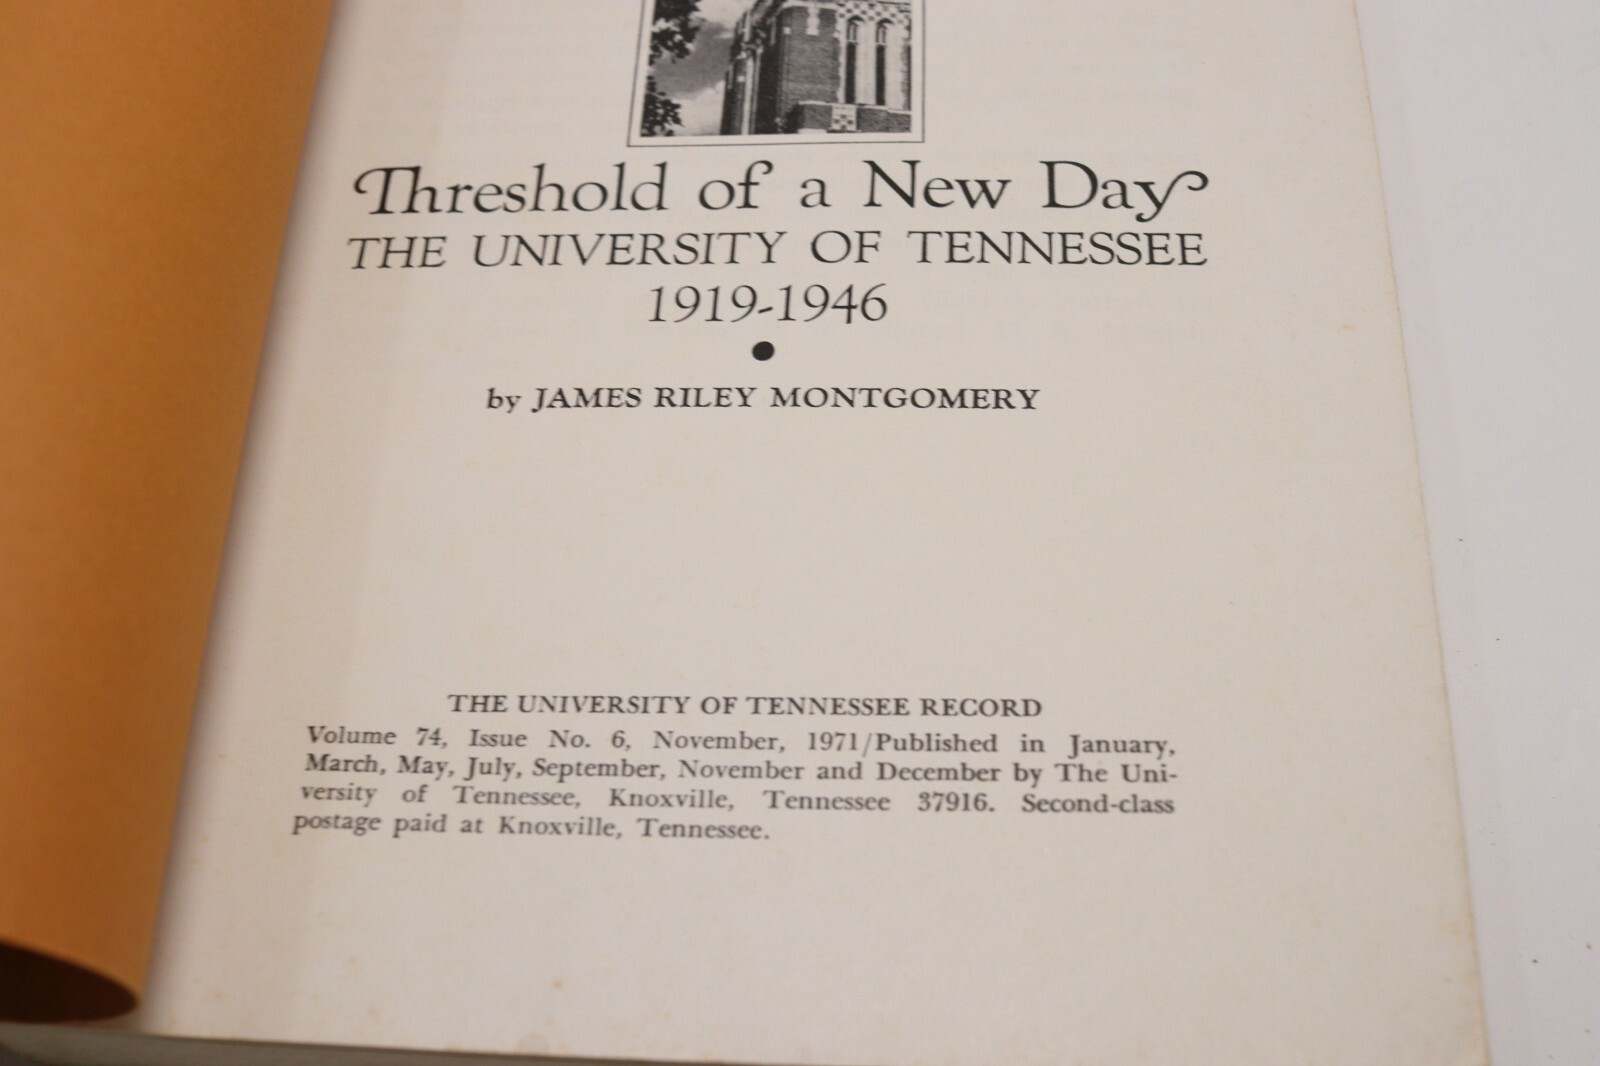 Threshold of a New Day
THE UNIVERSITY OF TENNESSEE
1919-1946
by JAMES RILEY MONTGOMERY
THE UNIVERSITY OF TENNESSEE RECORD
Volume 74, Issue No. 6, November, 1971/Published in January,
March, May, July, September, November and December by The Uni-
versity of Tennessee, Knoxville, Tennessee 37916. Second-class
postage paid at Knoxville, Tennessee.